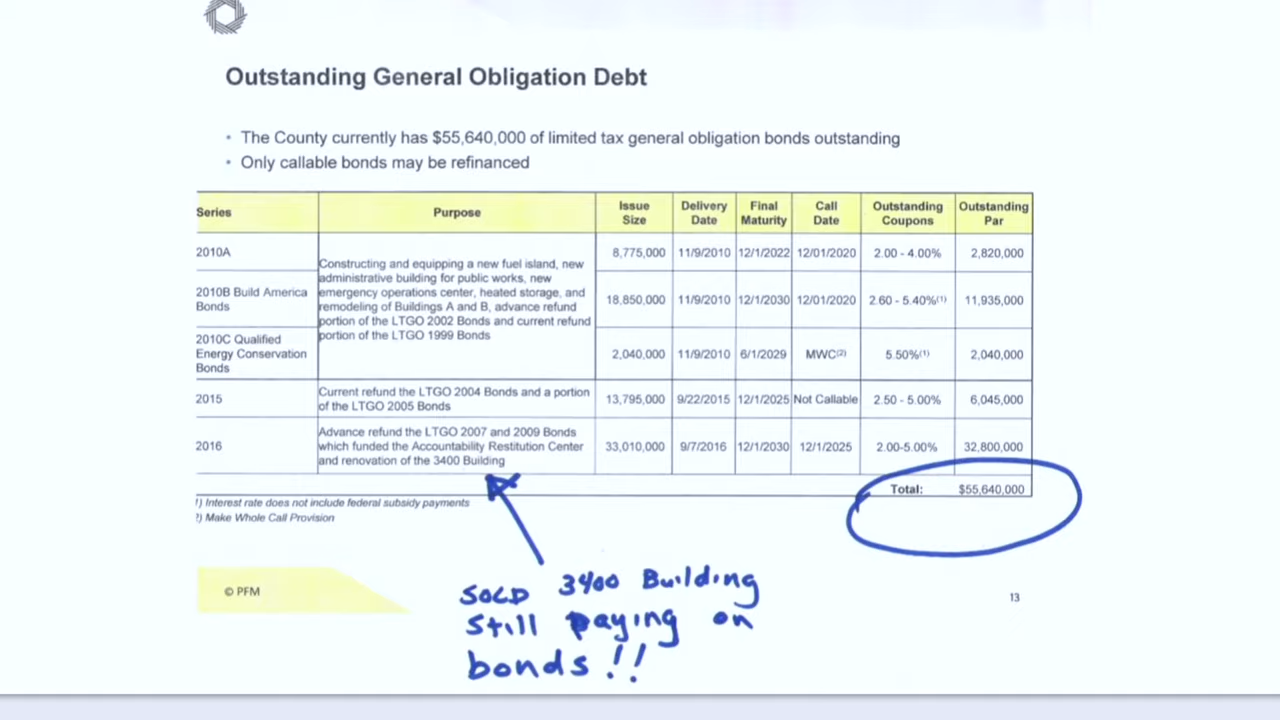 Outstanding General Obligation Debt
• The County currently has $55,640,000 of limited tax general obligation bonds outstanding
• Only callable bonds may be refinanced
Series Purpose Issue Size Delivery Date Final Maturity Call Date Outstanding Coupons Outstanding Par
2010A 8,775,000 11/9/2010 12/1/2022 12/01/2020 2.00 - 4.00% 2,820,000
Constructing and equipping a new fuel island, new
administrative building for public works, new
emergency operations center, heated storage, and
remodeling of Buildings A and B, advance refund
portion of the LTGO 2002 Bonds and current refund
portion of the LTGO 1999 Bonds
2010B Build America
Bonds
18,850,000 11/9/2010 12/1/2030 12/01/2020 2.60 - 5.40%(1) 11,935,000
2010C Qualified
Energy Conservation
Bonds
2,040,000 11/9/2010 6/1/2029 MWC(2) 5.50%(1) 2,040,000
2015
Current refund the LTGO 2004 Bonds and a portion
of the LTGO 2005 Bonds
13,795,000 9/22/2015 12/1/2025 Not Callable 2.50 - 5.00% 6,045,000
2016
Advance refund the LTGO 2007 and 2009 Bonds
which funded the Accountability Restitution Center
and renovation of the 3400 Building
33,010,000 9/7/2016 12/1/2030 12/1/2025 2.00-5.00% 32,800,000
Total: $55,640,000
1) Interest rate does not include federal subsidy payments
2) Make Whole Call Provision
© PFM
13
SOLD 3400 Building
Still paying on
bonds !!